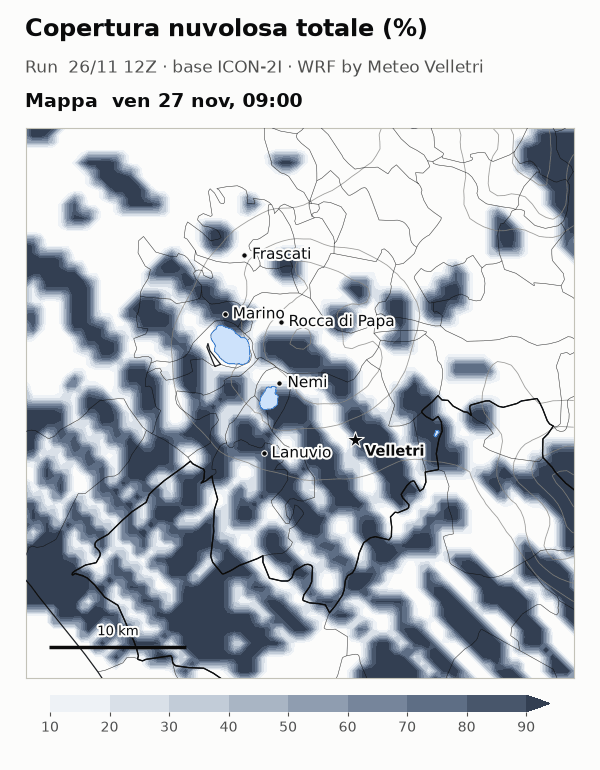 Copertura nuvolosa totale (%)
Run  26/11 12Z · base ICON-2I · WRF by Meteo Velletri
Mappa  ven 27 nov, 09:00
Frascati
Marino
Rocca di Papa
Nemi
Velletri
Lanuvio
10 km
10 20 30 40 50 60 70 80 90